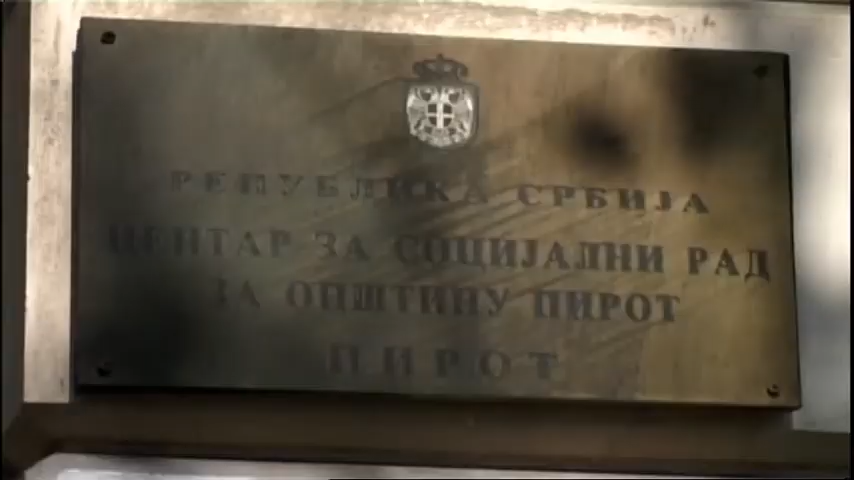 РЕПУБЛИКА СРБИЈА
ЦЕНТАР ЗА СОЦИЈАЛНИ РАД
ЗА ОПШТИНУ ПИРОТ
ПИРОТ